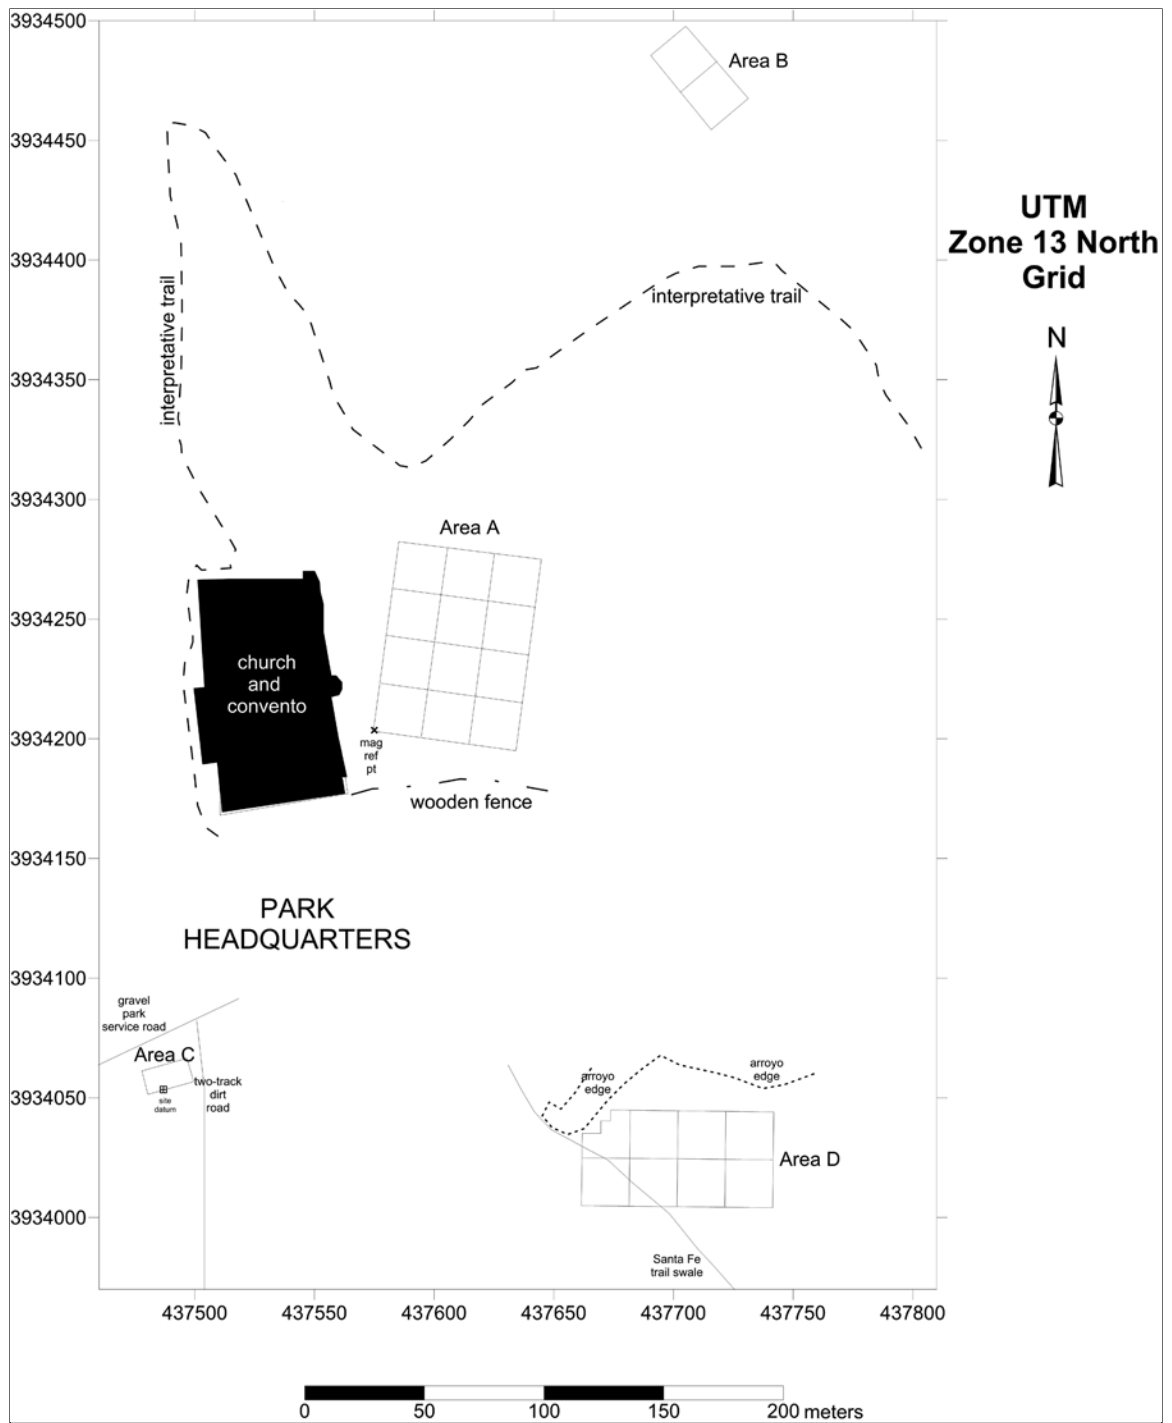 3934500
Area B
3934450
UTM
Zone 13 North
Grid
3934400
interpretative trail
interpretative trail
N
3934350
3934300
Area A
3934250
church
and
convento
3934200
mag
ref
pt
wooden fence
3934150
PARK
HEADQUARTERS
3934100
gravel
park
service road
Area C
two-track
dirt
road
site
datum
arroyo
edge
arroyo
edge
3934050
Area D
3934000
Santa Fe
trail swale
437500
437550
437600
437650
437700
437750
437800
0
50
100
150
200 meters